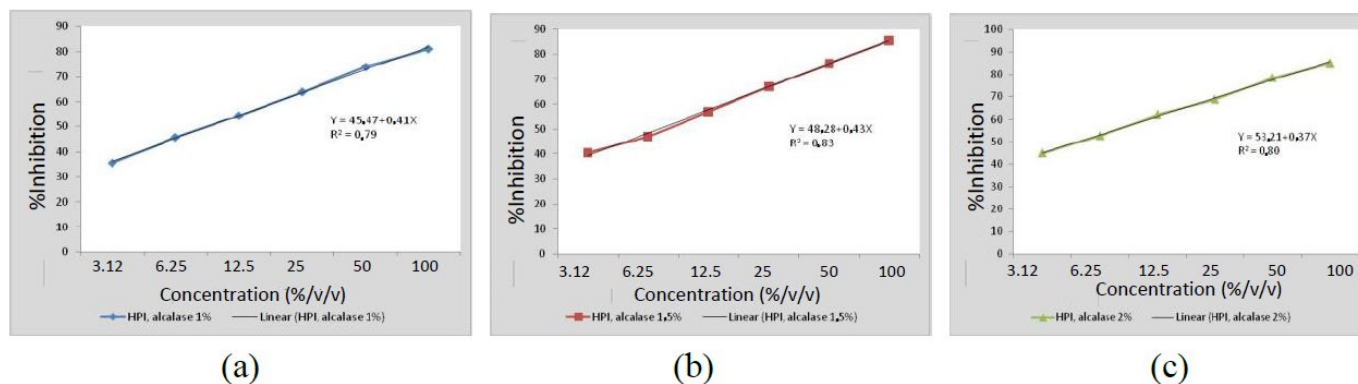 90
80
70
60
50
40
30
20
10
0
%Inhibition
Y = 45.47+0.41X
R² = 0.79
3.12 6.25 12.5 25 50 100
Concentration (%/v/v)
HPI, alcalase 1% Linear (HPI, alcalase 1%)
(a)
90
80
70
60
50
40
30
20
10
0
%Inhibition
Y = 48.28+0.43X
R² = 0.83
3.12 6.25 12.5 25 50 100
Concentration (%/v/v)
HPI, alcalase 1.5% Linear (HPI, alcalase 1.5%)
(b)
100
90
80
70
60
50
40
30
20
10
0
%Inhibition
Y = 53.21+0.37X
R² = 0.80
3.12 6.25 12.5 25 50 100
Concentration (%/v/v)
HPI, alcalase 2% Linear (HPI, alcalase 2%)
(c)